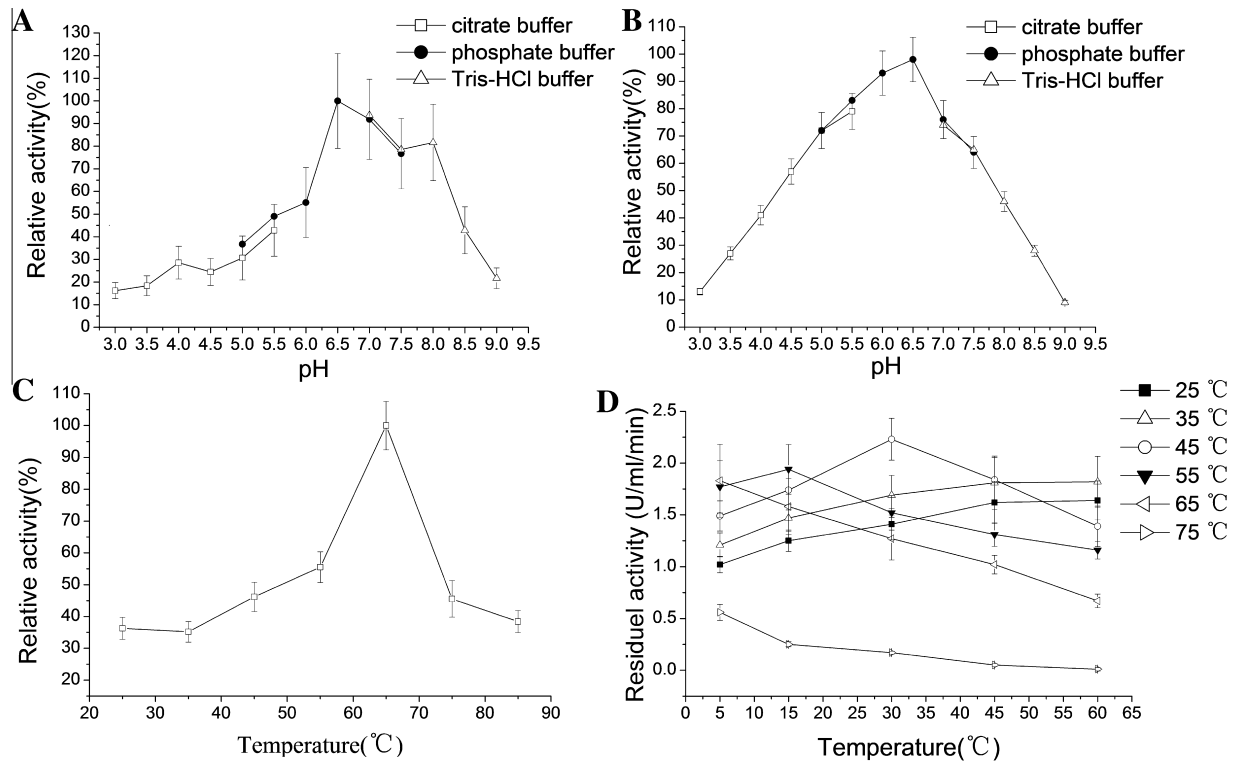 A
citrate buffer
phosphate buffer
Tris-HCl buffer
Relative activity(%)
130
120
110
100
90
80
70
60
50
40
30
20
10
0
3.0 3.5 4.0 4.5 5.0 5.5 6.0 6.5 7.0 7.5 8.0 8.5 9.0 9.5
pH
B
citrate buffer
phosphate buffer
Tris-HCl buffer
Relative activity(%)
110
100
90
80
70
60
50
40
30
20
10
0
3.0 3.5 4.0 4.5 5.0 5.5 6.0 6.5 7.0 7.5 8.0 8.5 9.0 9.5
pH
C
Relative activity(%)
110
100
90
80
70
60
50
40
30
20
20 30 40 50 60 70 80 90
Temperature(℃)
D
25 ℃
35 ℃
45 ℃
55 ℃
65 ℃
75 ℃
Residuel activity (U/ml/min)
2.5
2.0
1.5
1.0
0.5
0.0
0 5 10 15 20 25 30 35 40 45 50 55 60 65
Temperature(℃)